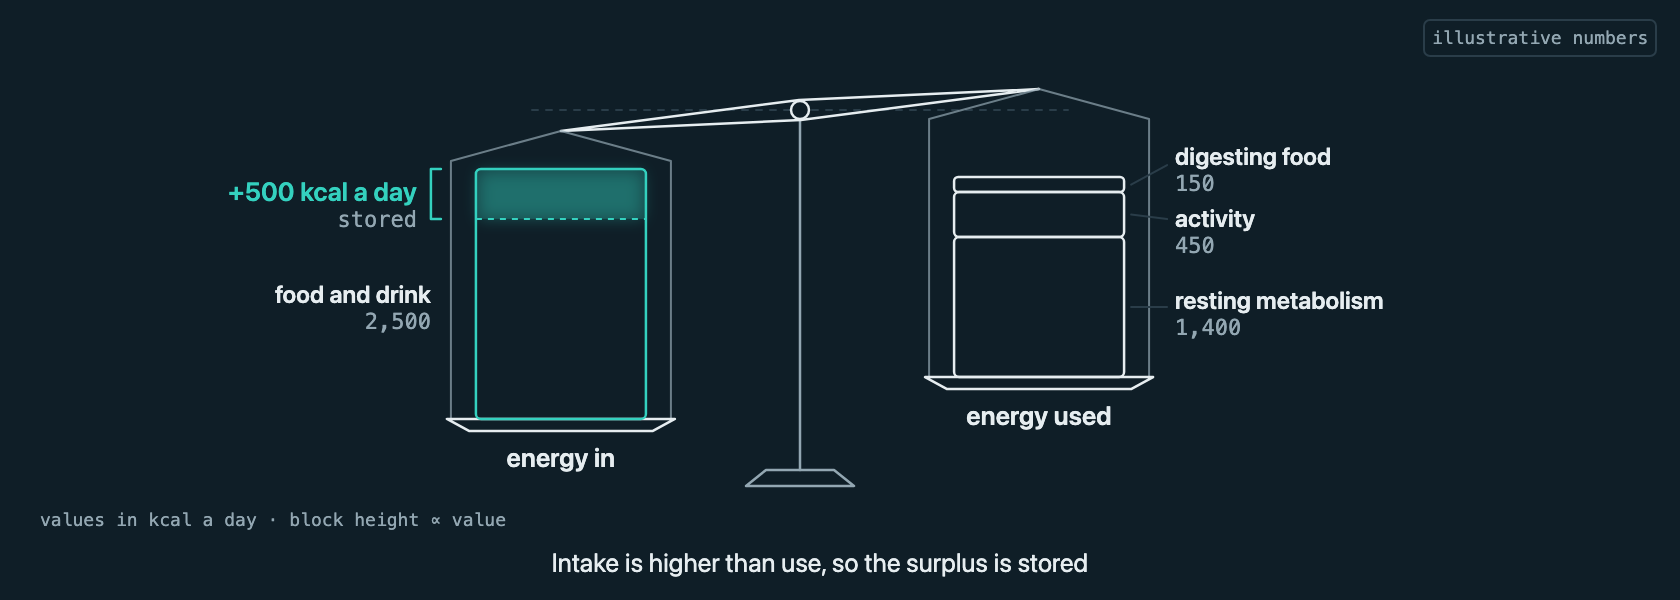 illustrative numbers
+500 kcal a day
stored
food and drink
2,500
energy in
digesting food
150
activity
450
resting metabolism
1,400
energy used
values in kcal a day · block height ∝ value
Intake is higher than use, so the surplus is stored